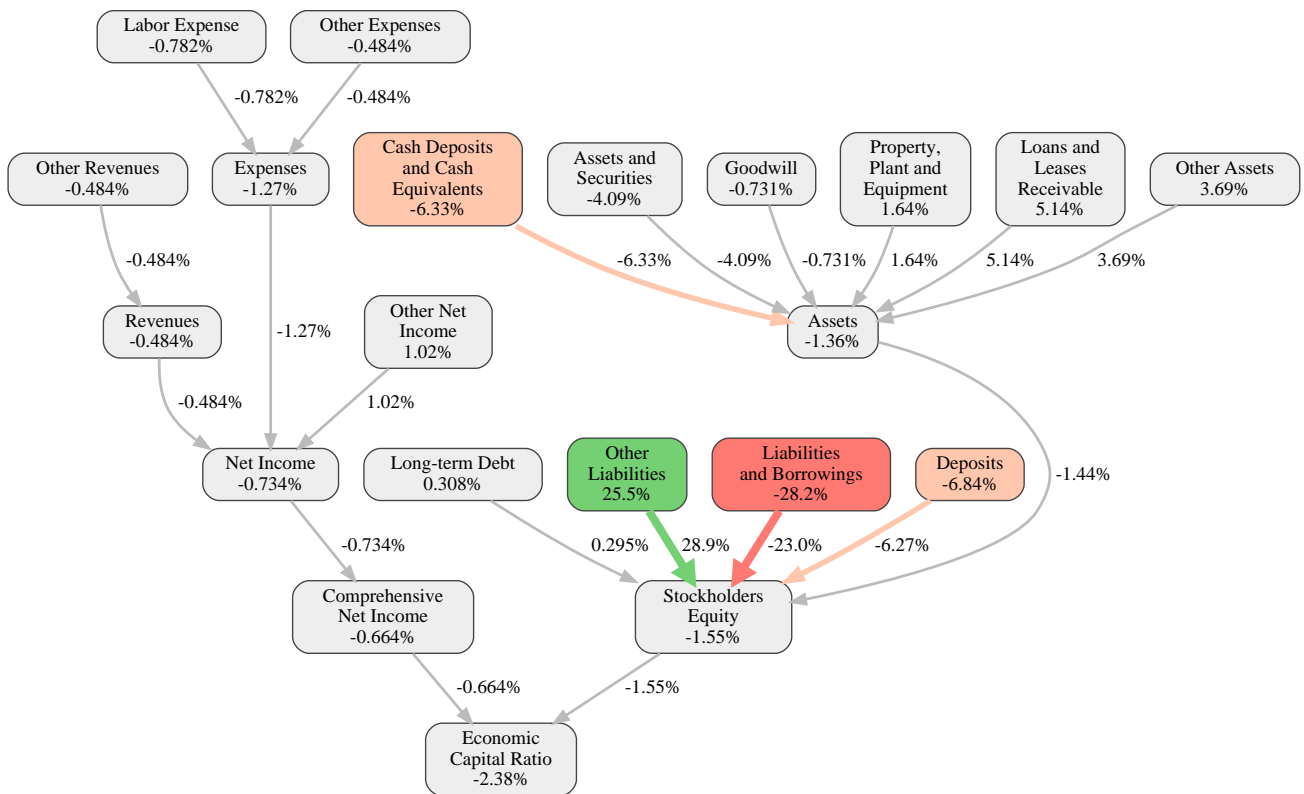 Labor Expense
-0.782%
Other Expenses
-0.484%
-0.782%
-0.484%
Other Revenues
-0.484%
Expenses
-1.27%
Cash Deposits
and Cash
Equivalents
-6.33%
Assets and
Securities
-4.09%
Goodwill
-0.731%
Property,
Plant and
Equipment
1.64%
Loans and
Leases
Receivable
5.14%
Other Assets
3.69%
-0.484%
-6.33%
-4.09%
-0.731%
1.64%
5.14%
3.69%
Revenues
-0.484%
-1.27%
Other Net
Income
1.02%
Assets
-1.36%
-0.484%
1.02%
Net Income
-0.734%
Long-term Debt
0.308%
Other
Liabilities
25.5%
Liabilities
and Borrowings
-28.2%
Deposits
-6.84%
-1.44%
-0.734%
0.295%
28.9%
-23.0%
-6.27%
Comprehensive
Net Income
-0.664%
Stockholders
Equity
-1.55%
-0.664%
-1.55%
Economic
Capital Ratio
-2.38%